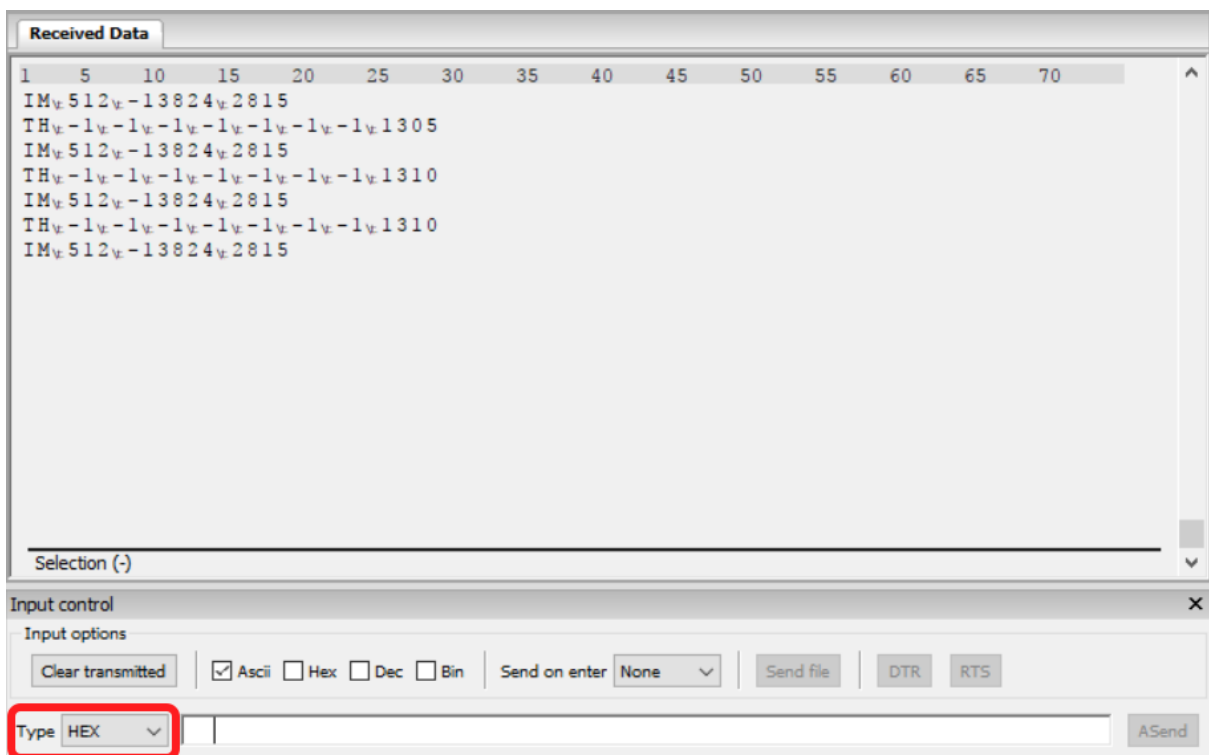 Received Data
1 5 10 15 20 25 30 35 40 45 50 55 60 65 70
IM␙512␙-13824␙2815
TH␙-1␙-1␙-1␙-1␙-1␙-1␙-1␙1305
IM␙512␙-13824␙2815
TH␙-1␙-1␙-1␙-1␙-1␙-1␙-1␙1310
IM␙512␙-13824␙2815
TH␙-1␙-1␙-1␙-1␙-1␙-1␙-1␙1310
IM␙512␙-13824␙2815
Selection (-)
Input control
Input options
Clear transmitted Ascii Hex Dec Bin Send on enter None Send file DTR RTS
Type HEX ASend